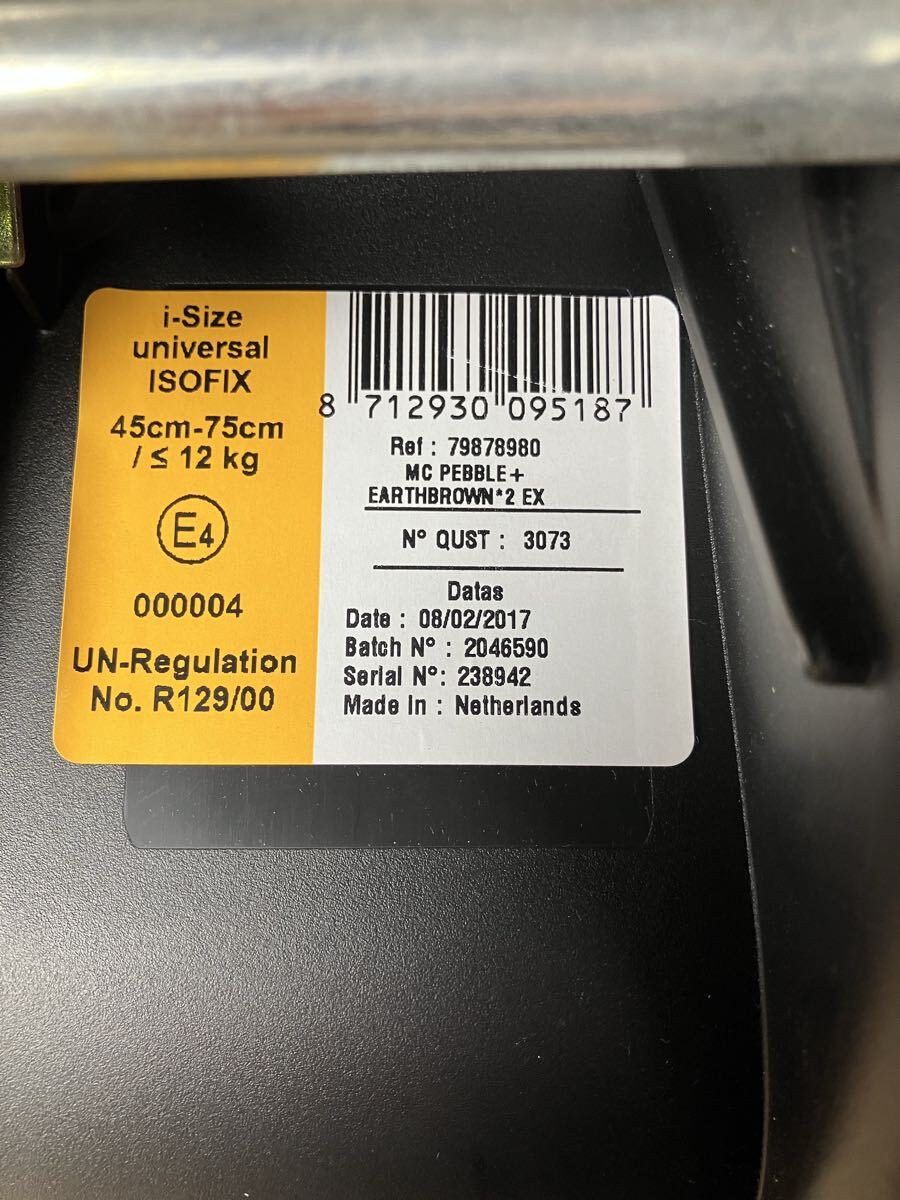 i-Size
universal
ISOFIX
45cm-75cm
/ ≤ 12 kg
E4
000004
UN-Regulation
No. R129/00
8 712930 095187
Ref : 79878980
MC PEBBLE+
EARTHBROWN*2 EX
N° QUST : 3073
Datas
Date : 08/02/2017
Batch N° : 2046590
Serial N°: 238942
Made In : Netherlands